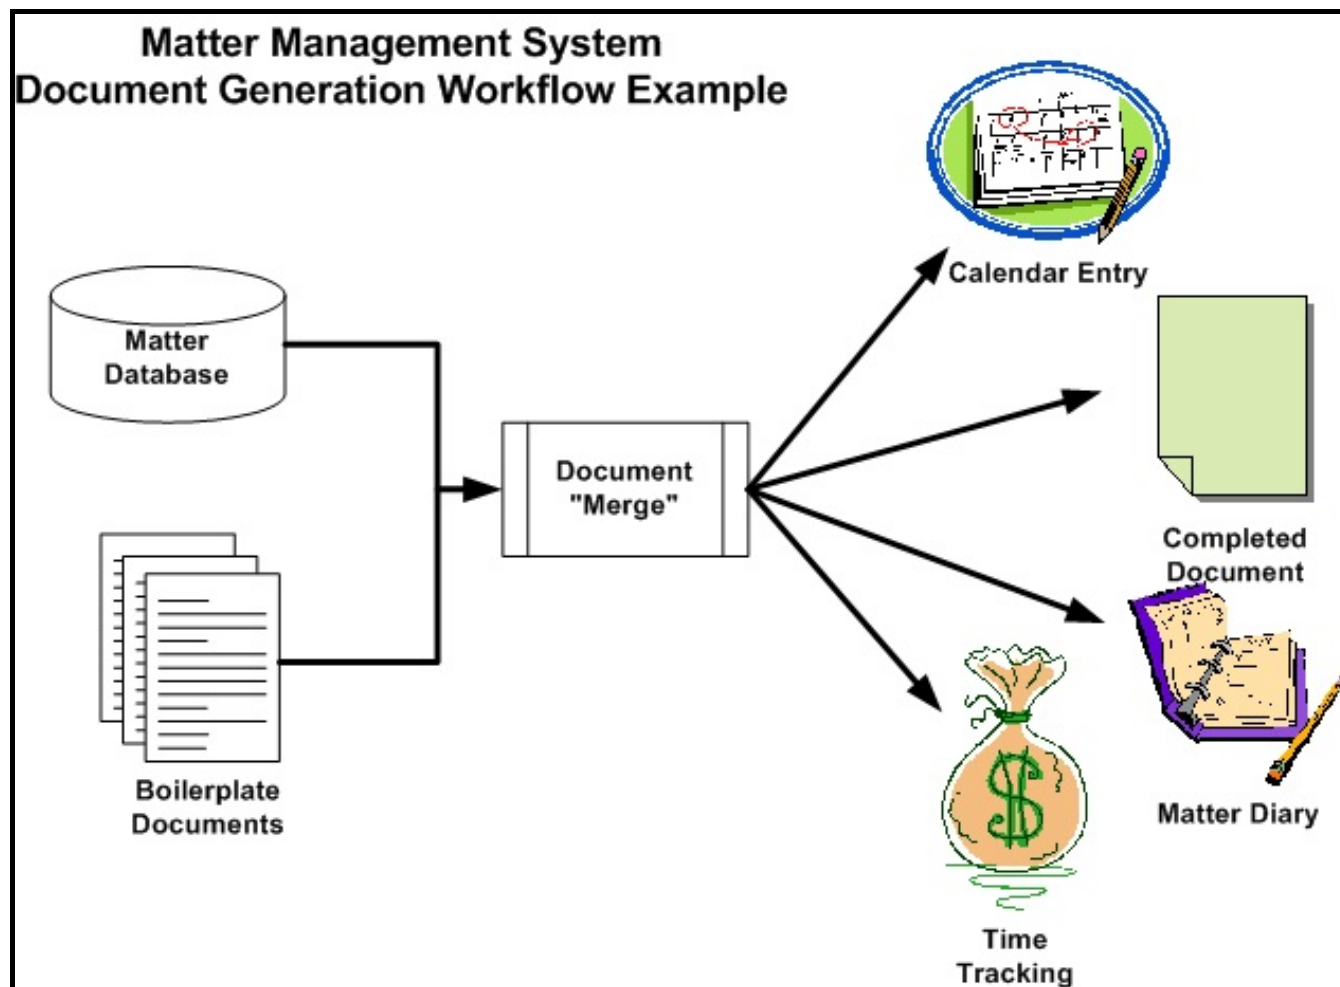 Matter Management System
Document Generation Workflow Example
Calendar Entry
Matter
Database
Document
"Merge"
Completed
Document
Boilerplate
Documents
Matter Diary
Time
Tracking